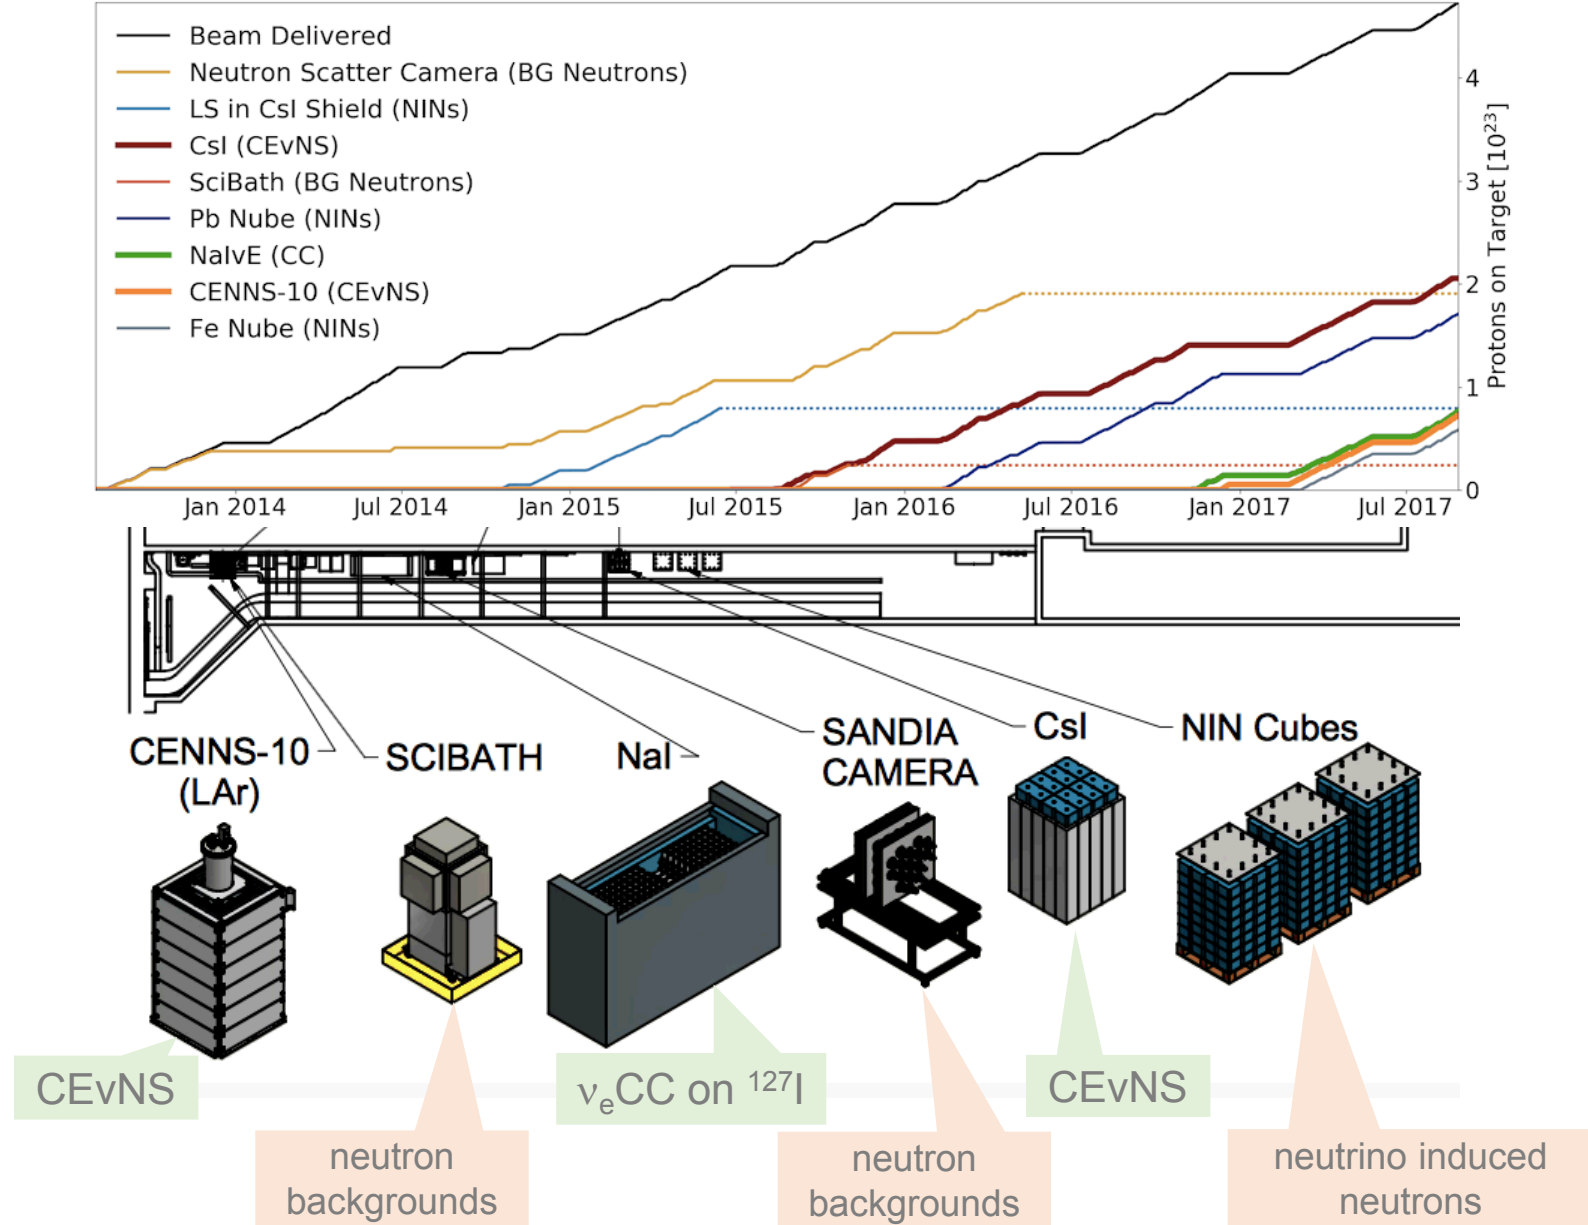 Beam Delivered
Neutron Scatter Camera (BG Neutrons)
LS in CsI Shield (NINs)
CsI (CEvNS)
SciBath (BG Neutrons)
Pb Nube (NINs)
NaIvE (CC)
CENNS-10 (CEvNS)
Fe Nube (NINs)
4
3
2
1
0
Protons on Target [10²³]
Jan 2014
Jul 2014
Jan 2015
Jul 2015
Jan 2016
Jul 2016
Jan 2017
Jul 2017
CENNS-10
(LAr)
SCIBATH
NaI
SANDIA
CAMERA
CsI
NIN Cubes
CEvNS
νₑCC on ¹²⁷I
CEvNS
neutron
backgrounds
neutron
backgrounds
neutrino induced
neutrons